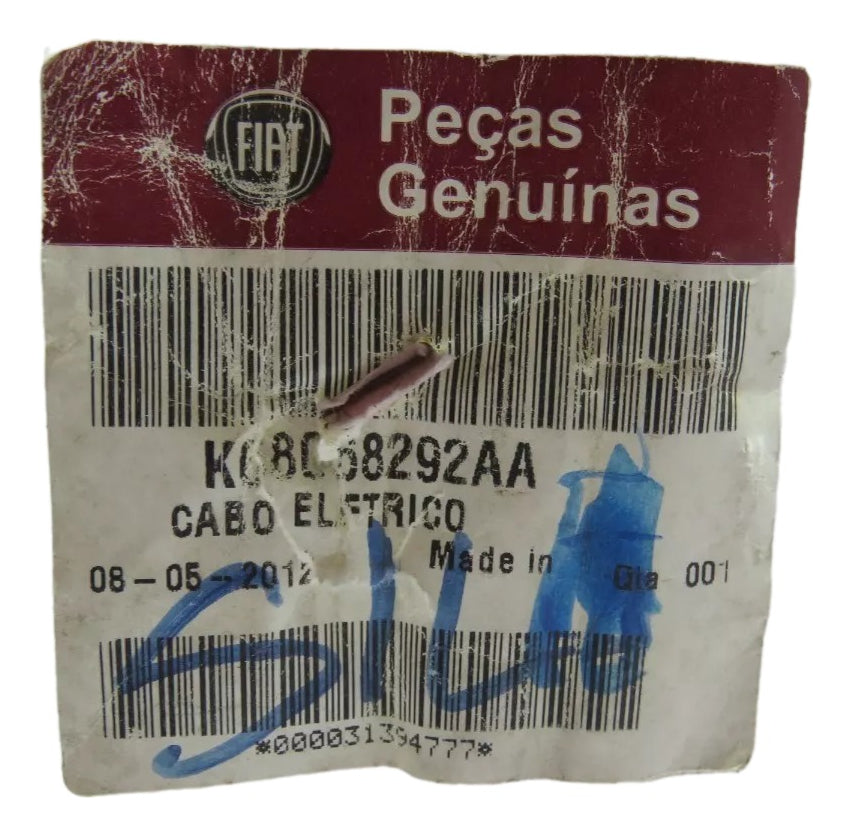 FIAT
Peças
Genuínas
K68068292AA
CABO ELETRICO
08-05-2012 Made in Qta 001
*000031394777*